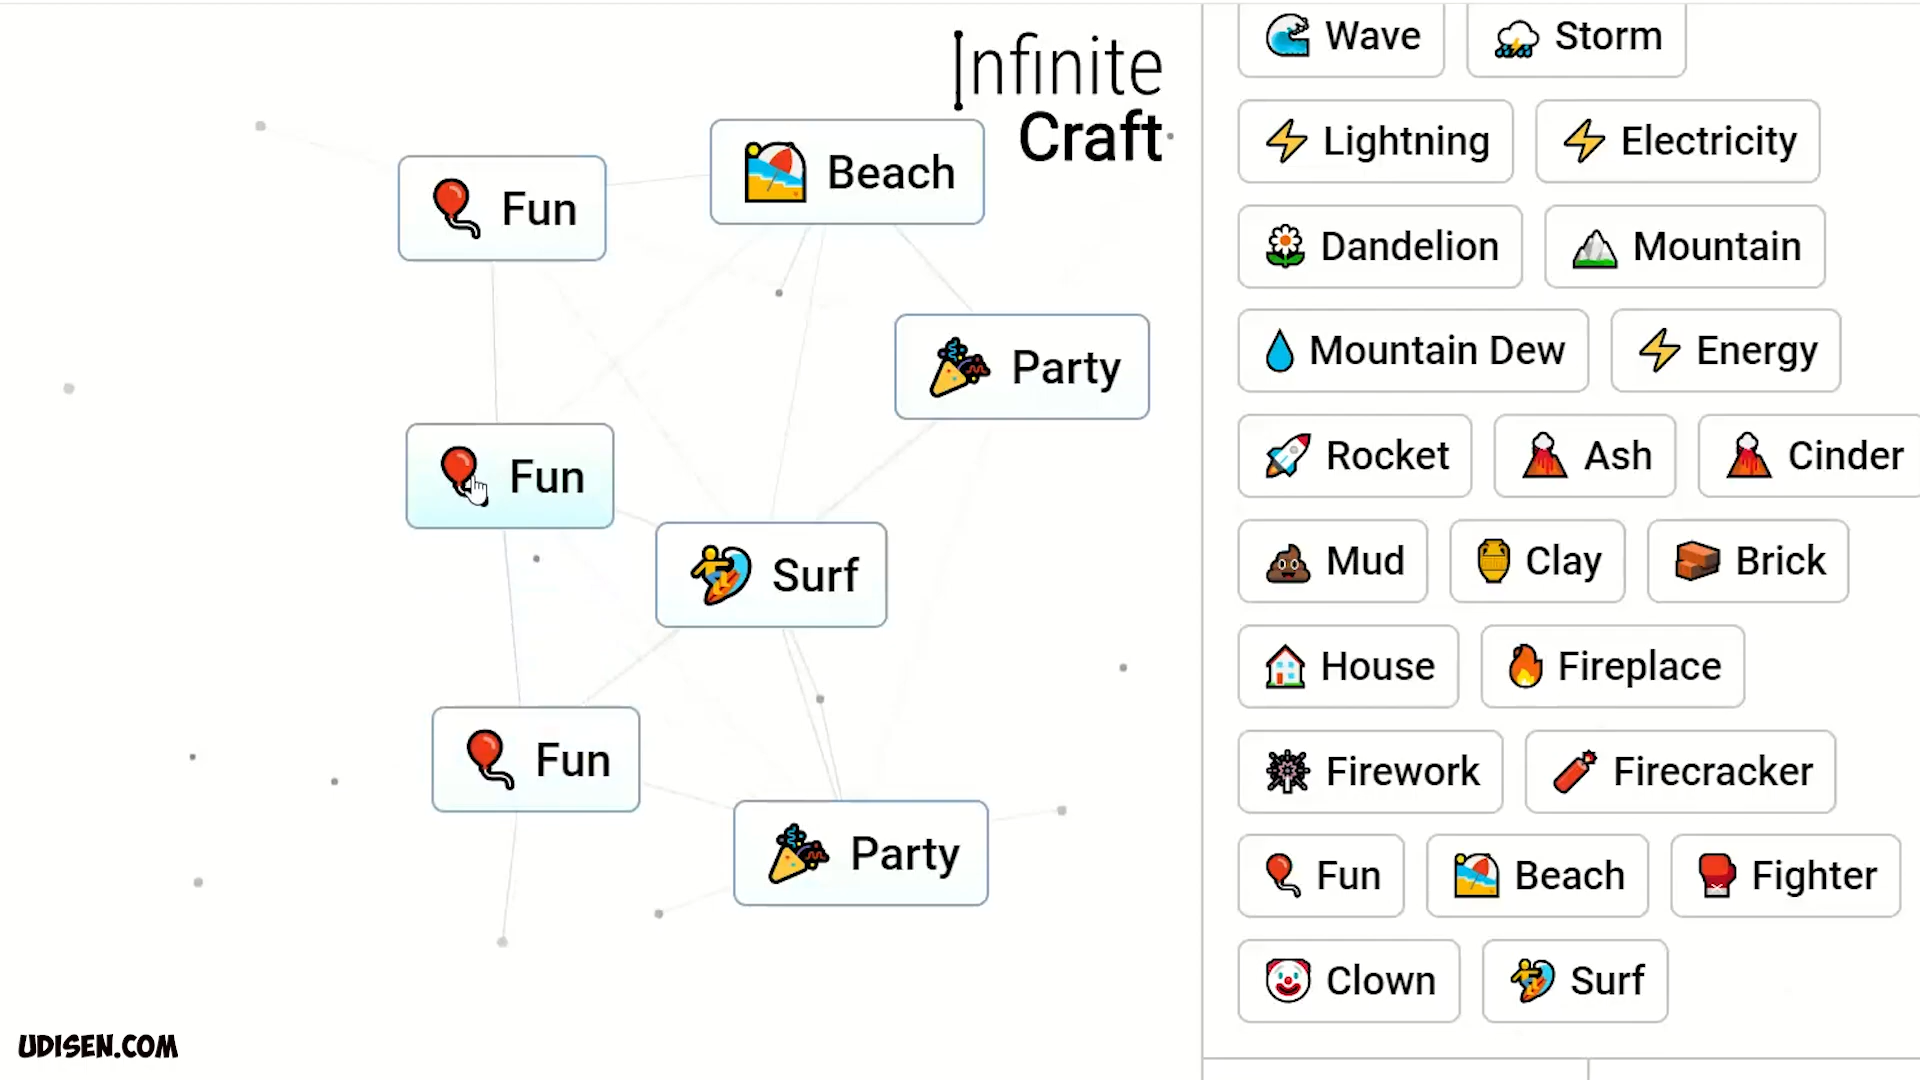 Infinite
Craft
Fun
Beach
Party
Fun
Surf
Fun
Party
Wave Storm
Lightning Electricity
Dandelion Mountain
Mountain Dew Energy
Rocket Ash Cinder
Mud Clay Brick
House Fireplace
Firework Firecracker
Fun Beach Fighter
Clown Surf
UDISEN.COM